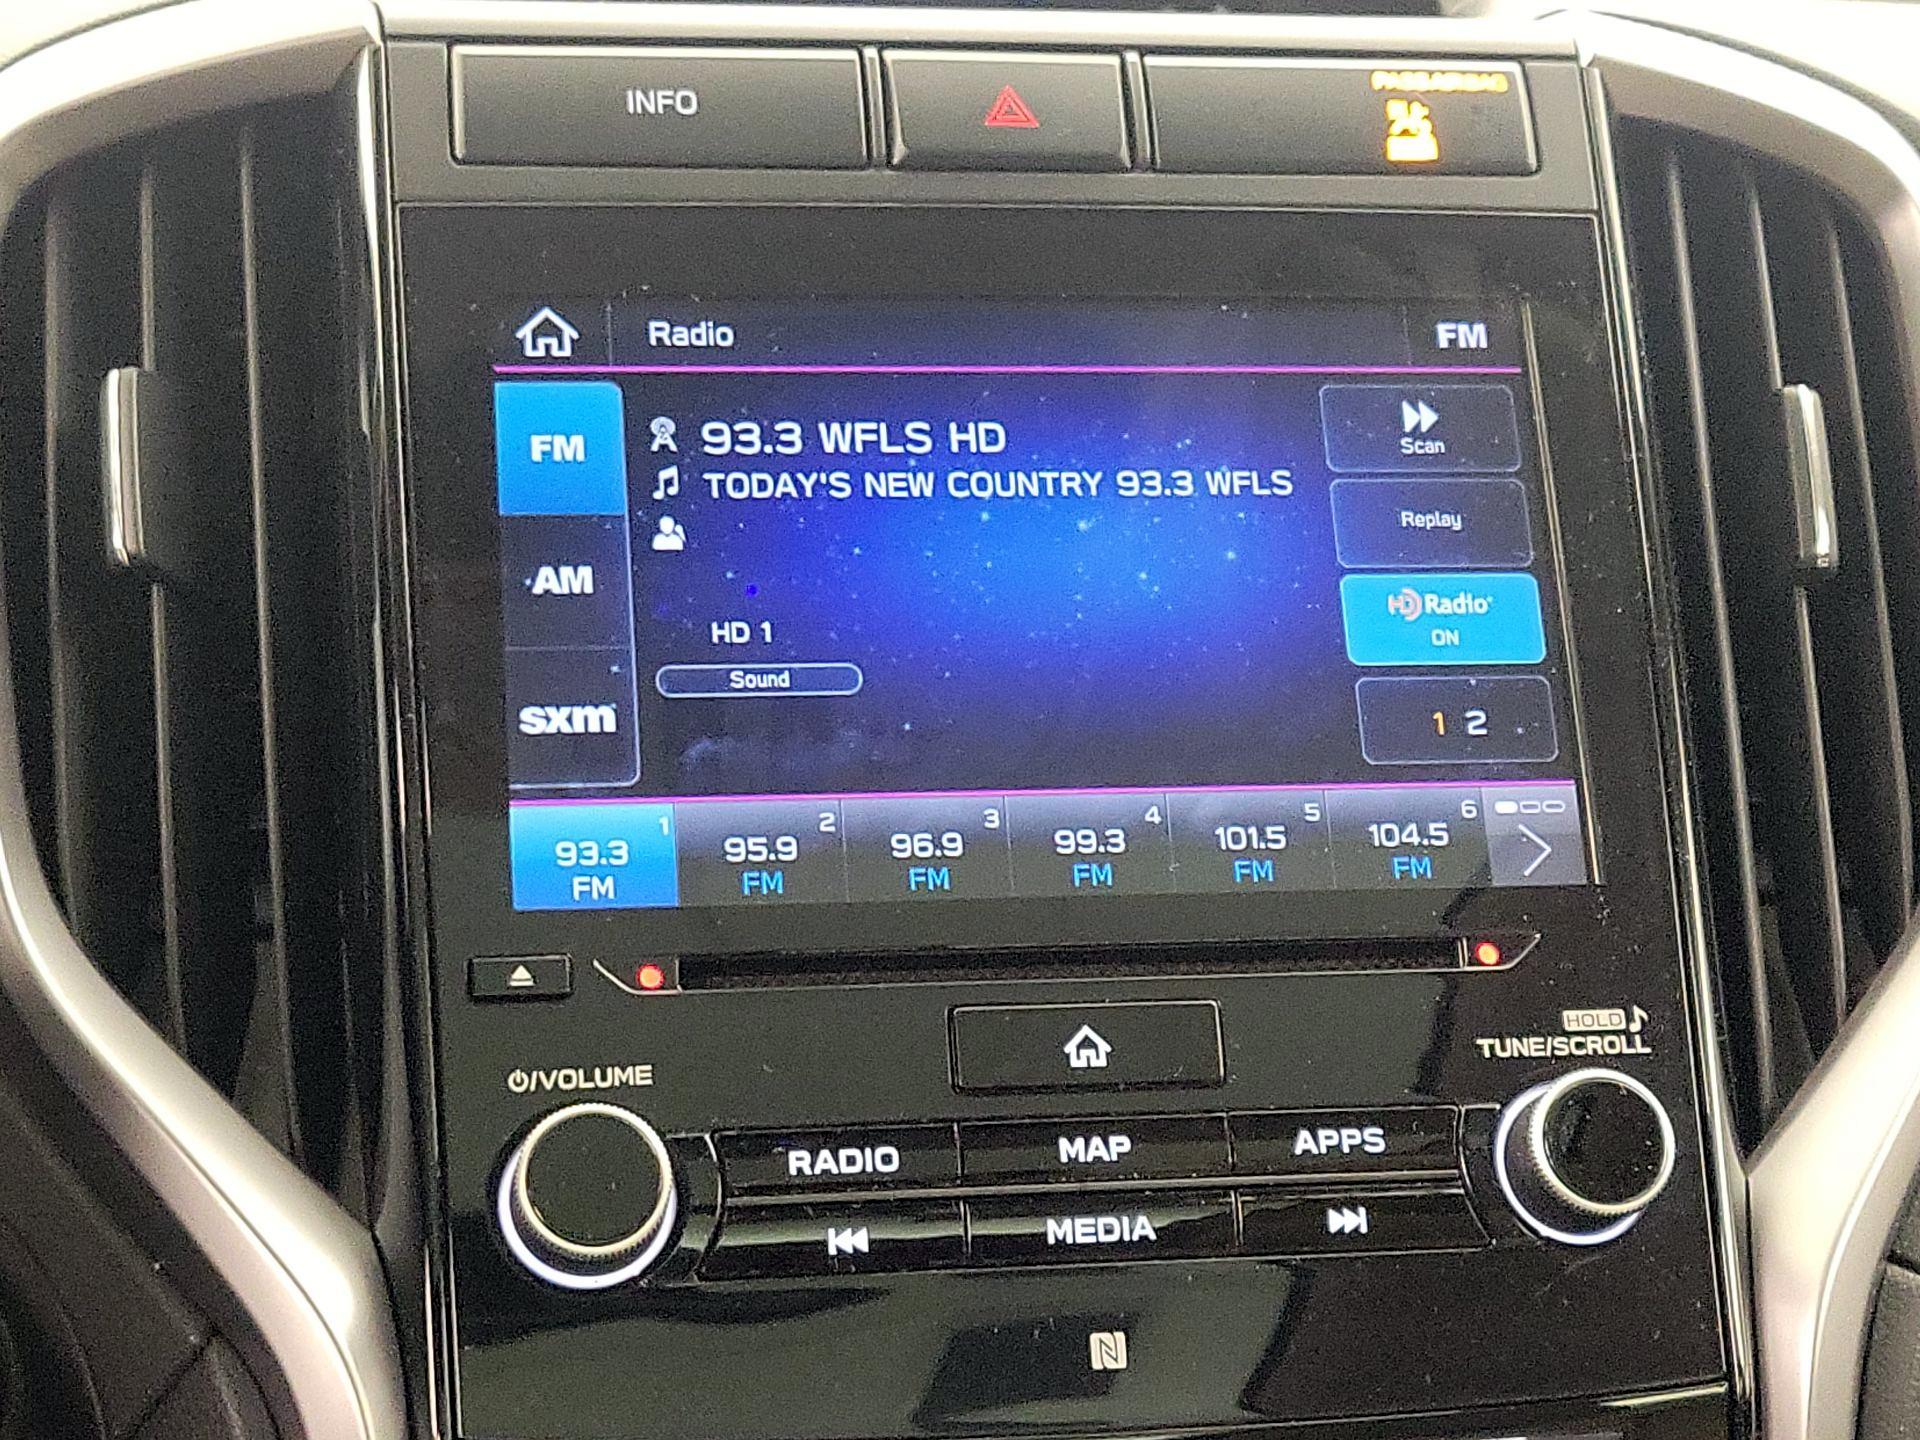 INFO
Radio
FM
FM
93.3 WFLS HD
Scan
TODAY'S NEW COUNTRY 93.3 WFLS
Replay
AM
HD Radio
ON
HD 1
Sound
sxm
1 2
1
2
3
4
5
6
93.3
95.9
96.9
99.3
101.5
104.5
FM
FM
FM
FM
FM
FM
HOLD
TUNE/SCROLL
/VOLUME
RADIO
MAP
APPS
MEDIA